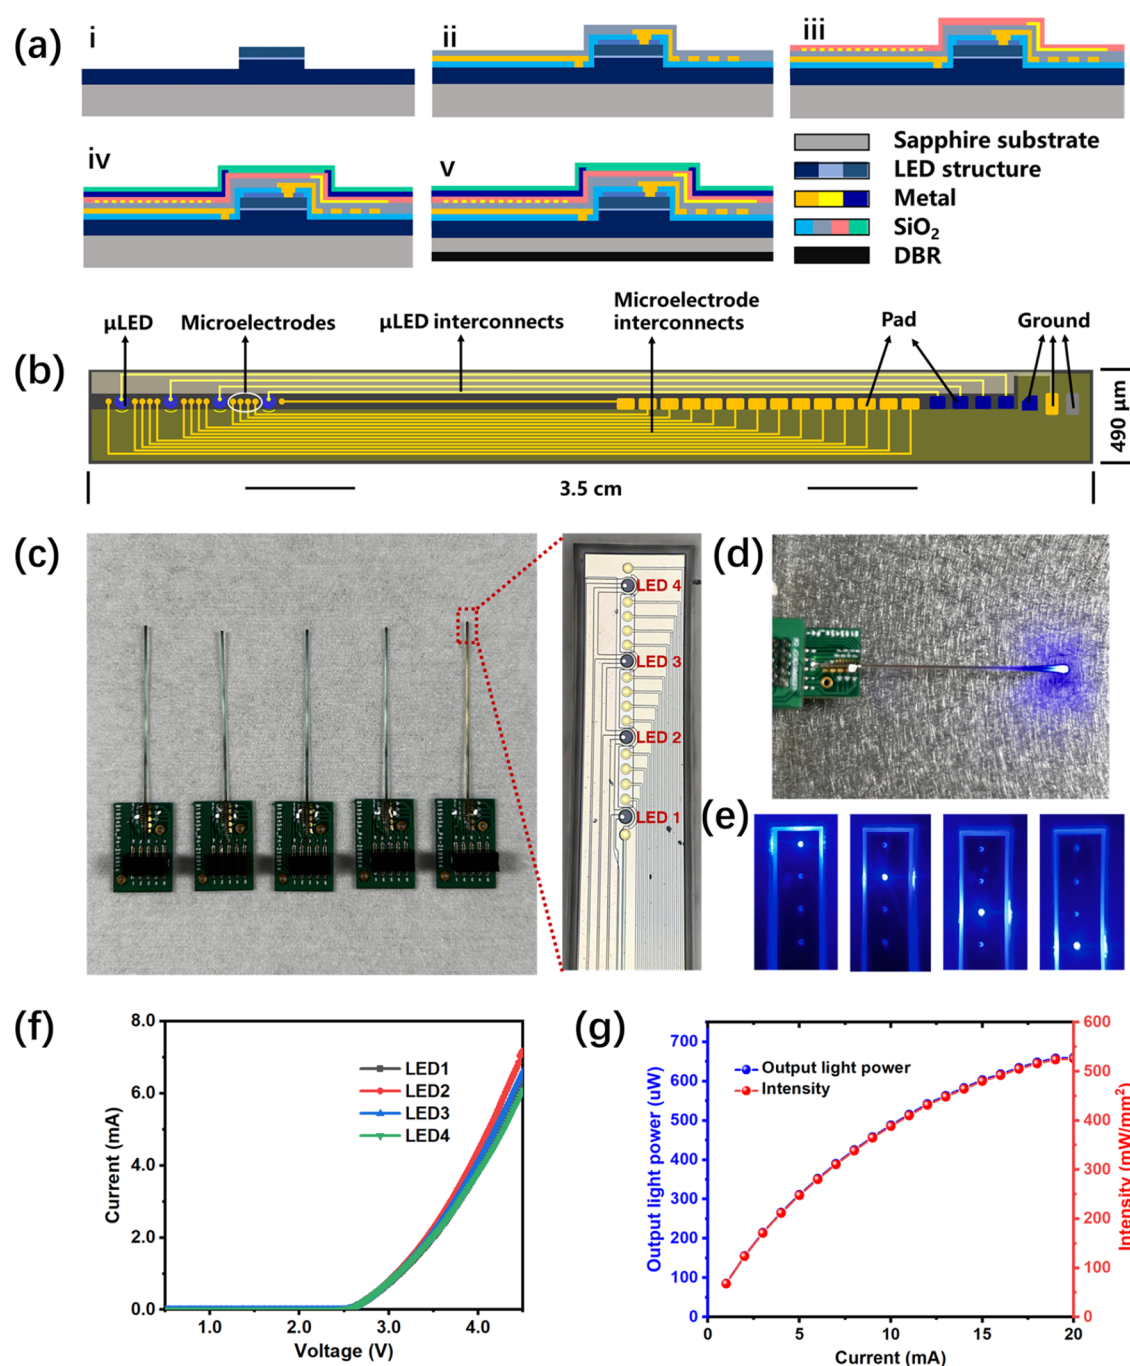 (a)
i
ii
iii
iv
v
Sapphire substrate
LED structure
Metal
SiO₂
DBR
(b)
μLED
Microelectrodes
μLED interconnects
Microelectrode
interconnects
Pad
Ground
490 μm
3.5 cm
(c)
LED 4
LED 3
LED 2
LED 1
(d)
(e)
(f)
8.0
6.0
4.0
2.0
0.0
Current (mA)
LED1
LED2
LED3
LED4
1.0 2.0 3.0 4.0
Voltage (V)
(g)
700
600
500
400
300
200
100
0
Output light power (uW)
Output light power
Intensity
600
500
400
300
200
100
0
Intensity (mW/mm²)
0 5 10 15 20
Current (mA)